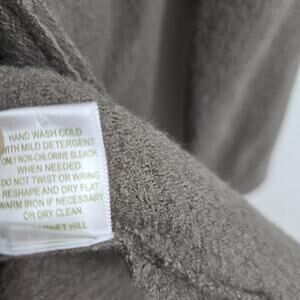 HAND WASH COLD
WITH MILD DETERGENT
ONLY NON-CHLORINE BLEACH
WHEN NEEDED
DO NOT TWIST OR WRING
RESHAPE AND DRY FLAT
WARM IRON IF NECESSARY
OR DRY CLEAN
GARNET HILL